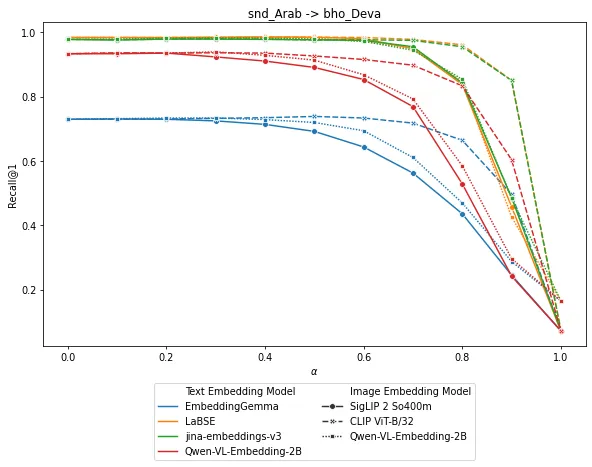 snd_Arab -> bho_Deva
1.0
0.8
0.6
0.4
0.2
Recall@1
0.0 0.2 0.4 0.6 0.8 1.0
α
Text Embedding Model
EmbeddingGemma
LaBSE
jina-embeddings-v3
Qwen-VL-Embedding-2B
Image Embedding Model
SigLIP 2 So400m
CLIP ViT-B/32
Qwen-VL-Embedding-2B